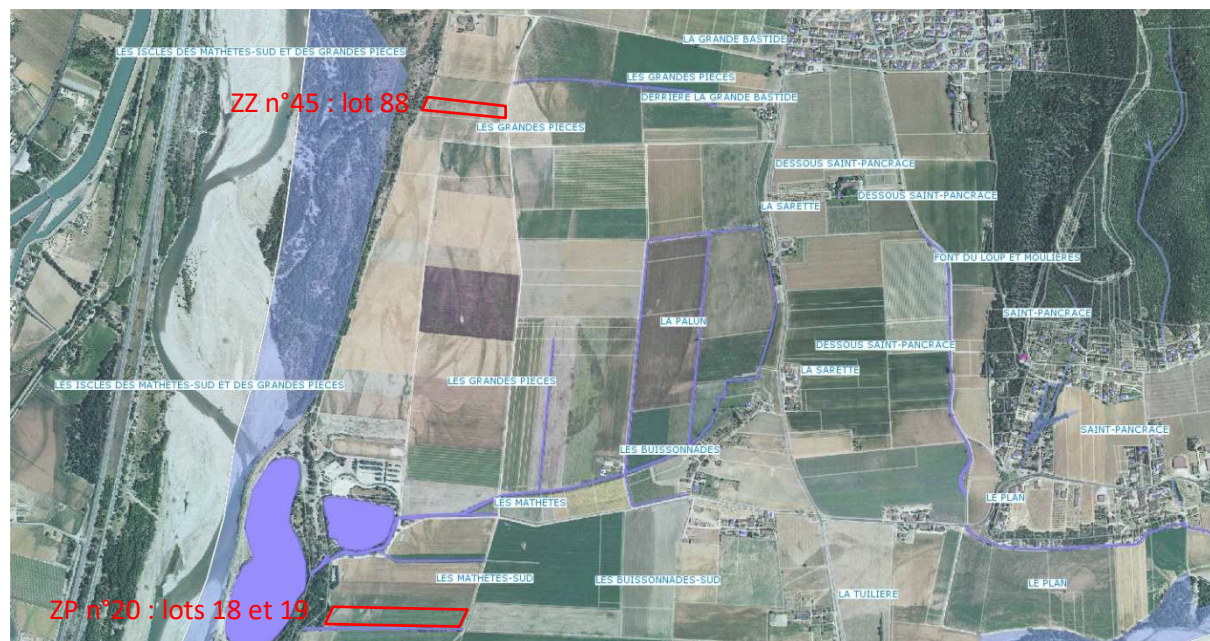 LA GRANDE BASTIDE
LES ISCLES DES MATHETES-SUD ET DES GRANDES PIECES
LES GRANDES PIECES
DERRIERE LA GRANDE BASTIDE
ZZ n°45 : lot 88
LES GRANDES PIECES
DESSOUS SAINT-PANCRACE
DESSOUS SAINT-PANCRACE
LA SARETTE
FONT DU LOUP ET MOULIÈRES
SAINT-PANCRACE
LA PALUN
DESSOUS SAINT-PANCRACE
LA SARETTE
LES ISCLES DES MATHETES-SUD ET DES GRANDES PIECES
LES GRANDES PIECES
SAINT-PANCRACE
LES BUISSONNADES
LES MATHETES
LE PLAN
LES MATHETES-SUD
LES BUISSONNADES-SUD
LE PLAN
LA TUILIERE
ZP n°20 : lots 18 et 19